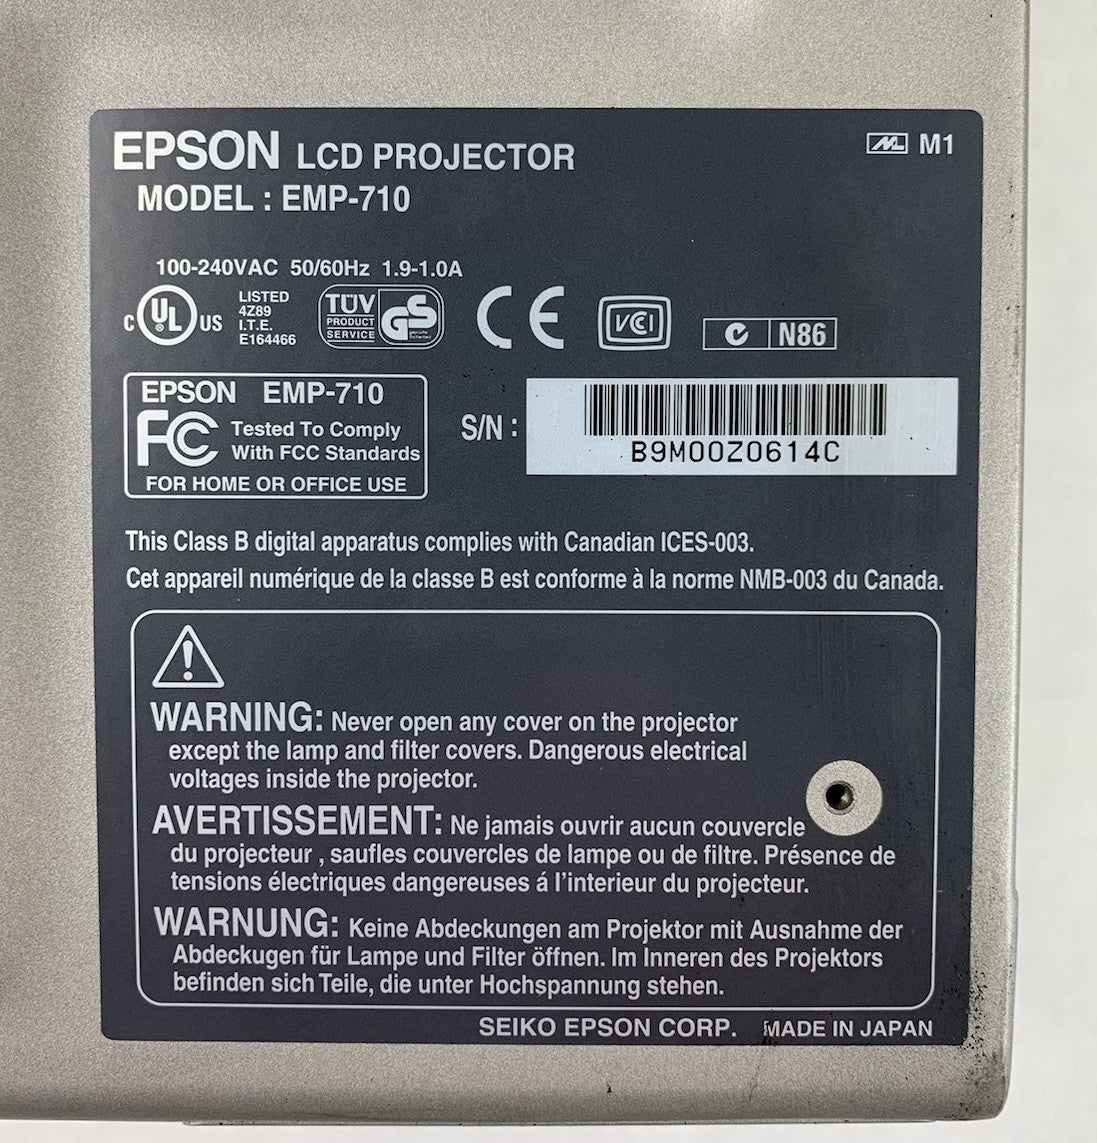 EPSON LCD PROJECTOR
ML M1
MODEL : EMP-710
100-240VAC 50/60Hz 1.9-1.0A
C UL US
LISTED
4Z89
I.T.E.
E164466
TÜV
PRODUCT
SERVICE
GS
geprüfte
Sicherheit
CE
VCI
N86
EPSON EMP-710
FC Tested To Comply
With FCC Standards
FOR HOME OR OFFICE USE
S/N :
B9M00Z0614C
This Class B digital apparatus complies with Canadian ICES-003.
Cet appareil numérique de la classe B est conforme à la norme NMB-003 du Canada.
WARNING: Never open any cover on the projector
except the lamp and filter covers. Dangerous electrical
voltages inside the projector.
AVERTISSEMENT: Ne jamais ouvrir aucun couvercle
du projecteur , saufles couvercles de lampe ou de filtre. Présence de
tensions électriques dangereuses á l'interieur du projecteur.
WARNUNG: Keine Abdeckungen am Projektor mit Ausnahme der
Abdeckugen für Lampe und Filter öffnen. Im Inneren des Projektors
befinden sich Teile, die unter Hochspannung stehen.
SEIKO EPSON CORP. MADE IN JAPAN